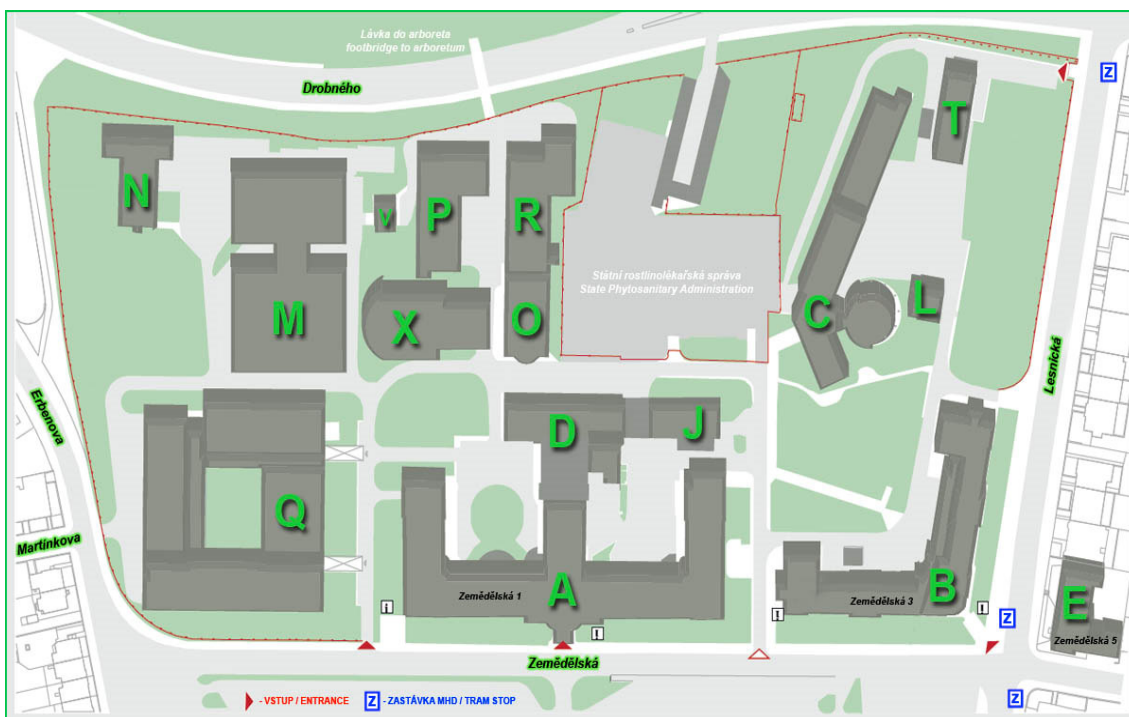 Lávka do arboreta
footbridge to arboretum
Drobného
Z
T
N
V
P
R
Státní rostlinolékařská správa
State Phytosanitary Administration
L
C
M
X
O
Lesnická
Erbenova
D
J
Q
Martínkova
A
Zemědělská 1
B
Zemědělská 3
E
Zemědělská 5
i
i
i
i
Z
Zemědělská
- VSTUP / ENTRANCE
Z - ZASTÁVKA MHD / TRAM STOP
Z